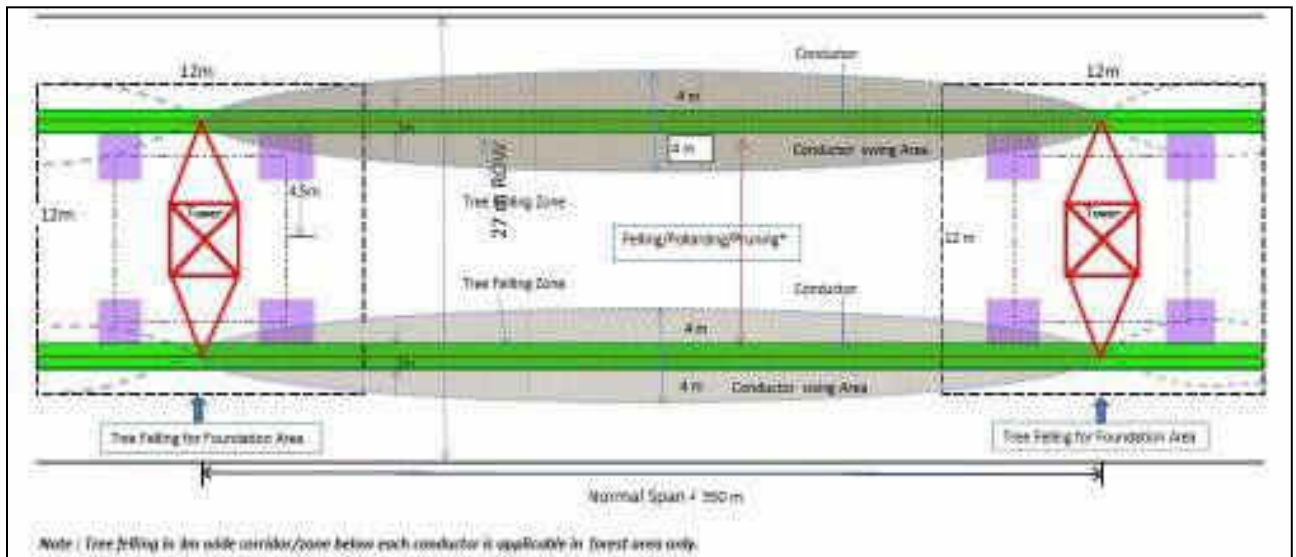 Conductor
12m
12m
4 m
4 m
Conductor swing Area
4.5m
27 m ROW
Tree Felling Zone
Tower
Tower
12m
12 m
Felling/Pollarding/Pruning*
Tree Felling Zone
Conductor
4 m
4 m
Conductor swing Area
Tree Felling for Foundation Area
Tree Felling for Foundation Area
Normal Span
350 m
Note : Tree felling in 3m wide corridor/zone below each conductor is applicable in forest area only.